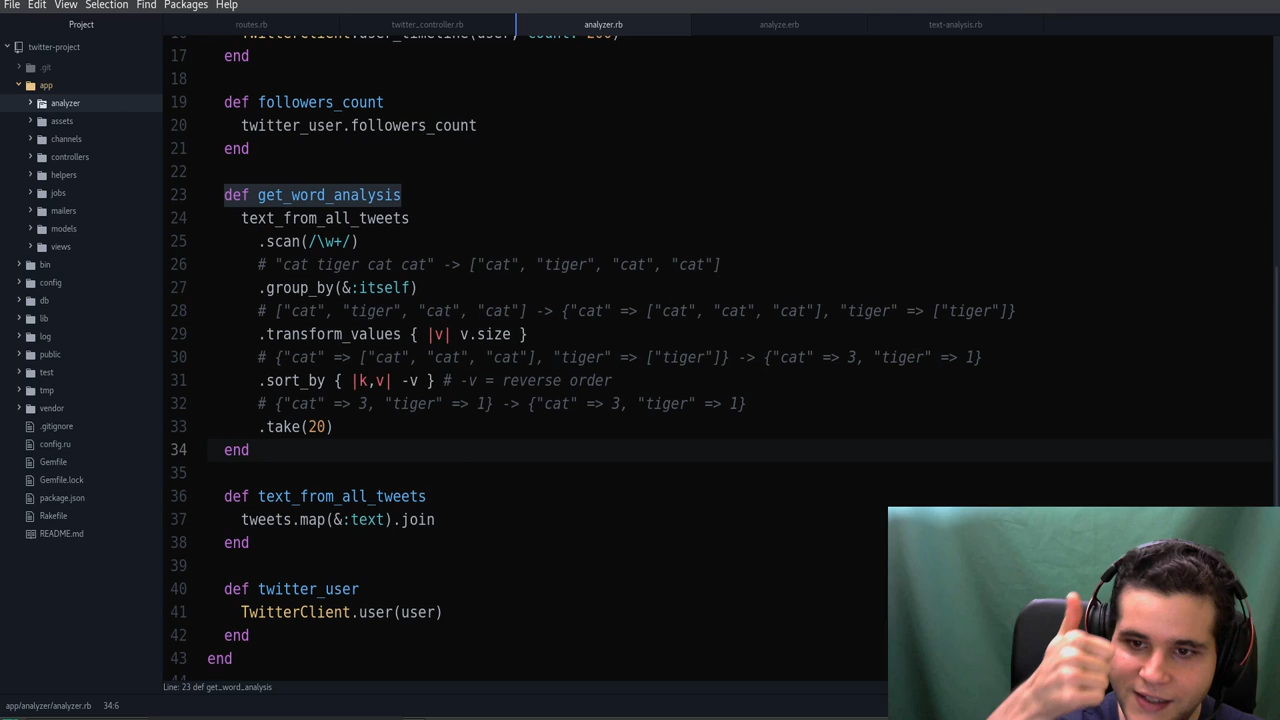 File Edit View Selection Find Packages Help
Project
routes.rb
twitter_controller.rb
analyzer.rb
analyze.erb
text-analysis.rb
twitter-project
.git
app
analyzer
assets
channels
controllers
helpers
jobs
mailers
models
views
bin
config
db
lib
log
public
test
tmp
vendor
.gitignore
config.ru
Gemfile
Gemfile.lock
package.json
Rakefile
README.md
16 TwitterClient.user_timeline(user, count: 200)
17 end
18
19 def followers_count
20 twitter_user.followers_count
21 end
22
23 def get_word_analysis
24 text_from_all_tweets
25 .scan(/\w+/)
26 # "cat tiger cat cat" -> ["cat", "tiger", "cat", "cat"]
27 .group_by(&:itself)
28 # ["cat", "tiger", "cat", "cat"] -> {"cat" => ["cat", "cat", "cat"], "tiger" => ["tiger"]}
29 .transform_values { |v| v.size }
30 # {"cat" => ["cat", "cat", "cat"], "tiger" => ["tiger"]} -> {"cat" => 3, "tiger" => 1}
31 .sort_by { |k,v| -v } # -v = reverse order
32 # {"cat" => 3, "tiger" => 1} -> {"cat" => 3, "tiger" => 1}
33 .take(20)
34 end
35
36 def text_from_all_tweets
37 tweets.map(&:text).join
38 end
39
40 def twitter_user
41 TwitterClient.user(user)
42 end
43 end
Line: 23 def get_word_analysis
app/analyzer/analyzer.rb 34:6